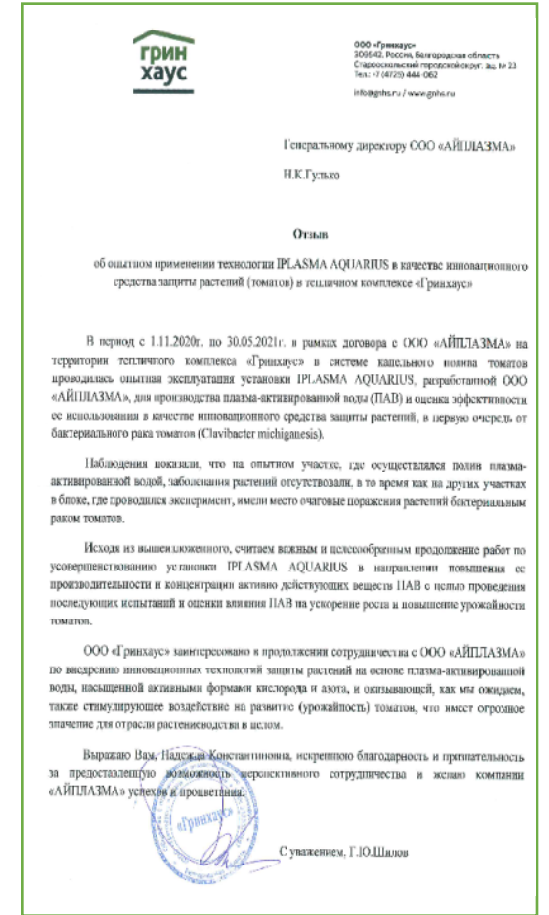 ГРИН
ХАУС
ООО «Гринхаус»
309542, Россия, Белгородская область
Старооскольский городской округ, зд. № 23
Тел.: +7 (4725) 444-062
info@gnhs.ru / www.gnhs.ru
Генеральному директору ООО «АЙПЛАЗМА»
Н.К.Гулько
Отзыв
об опытном применении технологии IPLASMA AQUARIUS в качестве инновационного
средства защиты растений (томатов) в тепличном комплексе «Гринхаус»
В период с 1.11.2020г. по 30.05.2021г. в рамках договора с ООО «АЙПЛАЗМА» на
территории тепличного комплекса «Гринхаус» в системе капельного полива томатов
проводилась опытная эксплуатация установки IPLASMA AQUARIUS, разработанной ООО
«АЙПЛАЗМА», для производства плазма-активированной воды (ПАВ) и оценка эффективности
ее использования в качестве инновационного средства защиты растений, в первую очередь от
бактериального рака томатов (Clavibacter michiganesis).
Наблюдения показали, что на опытном участке, где осуществлялся полив плазма-
активированной водой, заболевания растений отсутствовали, в то время как на других участках
в блоке, где проводился эксперимент, имели место очаговые поражения растений бактериальным
раком томатов.
Исходя из вышеизложенного, считаем важным и целесообразным продолжение работ по
усовершенствованию установки IPLASMA AQUARIUS в направлении повышения ее
производительности и концентрации активно действующих веществ ПАВ с целью проведения
последующих испытаний и оценки влияния ПАВ на ускорение роста и повышение урожайности
томатов.
ООО «Гринхаус» заинтересовано в продолжении сотрудничества с ООО «АЙПЛАЗМА»
по внедрению инновационных технологий защиты растений на основе плазма-активированной
воды, насыщенной активными формами кислорода и азота, и оказывающей, как мы ожидаем,
также стимулирующее воздействие на развитие (урожайность) томатов, что имеет огромное
значение для отрасли растениеводства в целом.
Выражаю Вам, Надежда Константиновна, искреннюю благодарность и признательность
за предоставленную возможность перспективного сотрудничества и желаю компании
«АЙПЛАЗМА» успехов и процветания.
«Гринхаус»
С уважением, Г.Ю.Шилов